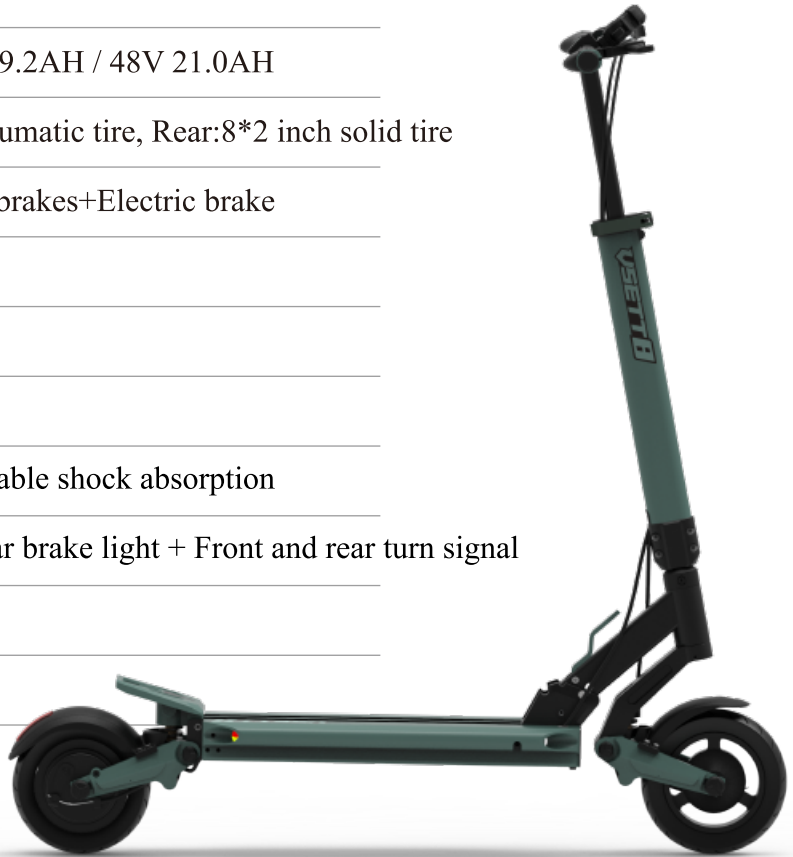 9.2AH / 48V 21.0AH
umatic tire, Rear:8*2 inch solid tire
brakes+Electric brake
VSETT8
able shock absorption
ar brake light + Front and rear turn signal